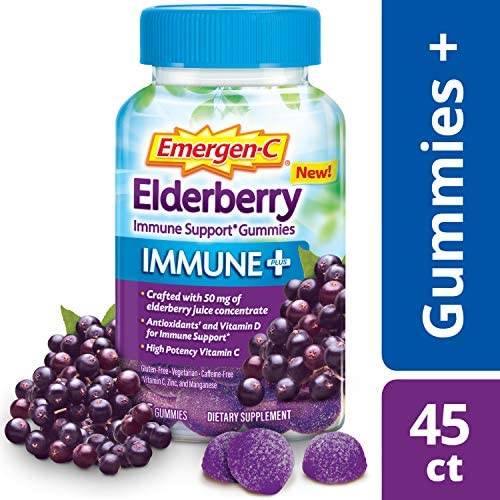 Emergen-C®
New!
Elderberry
Immune Support* Gummies
IMMUNE+
PLUS
• Crafted with 50 mg of
elderberry juice concentrate
• Antioxidants† and Vitamin D
for Immune Support*
• High Potency Vitamin C
Gluten-Free • Vegetarian • Caffeine-Free
Vitamin C, Zinc, and Manganese
GUMMIES
DIETARY SUPPLEMENT
Gummies +
45
ct